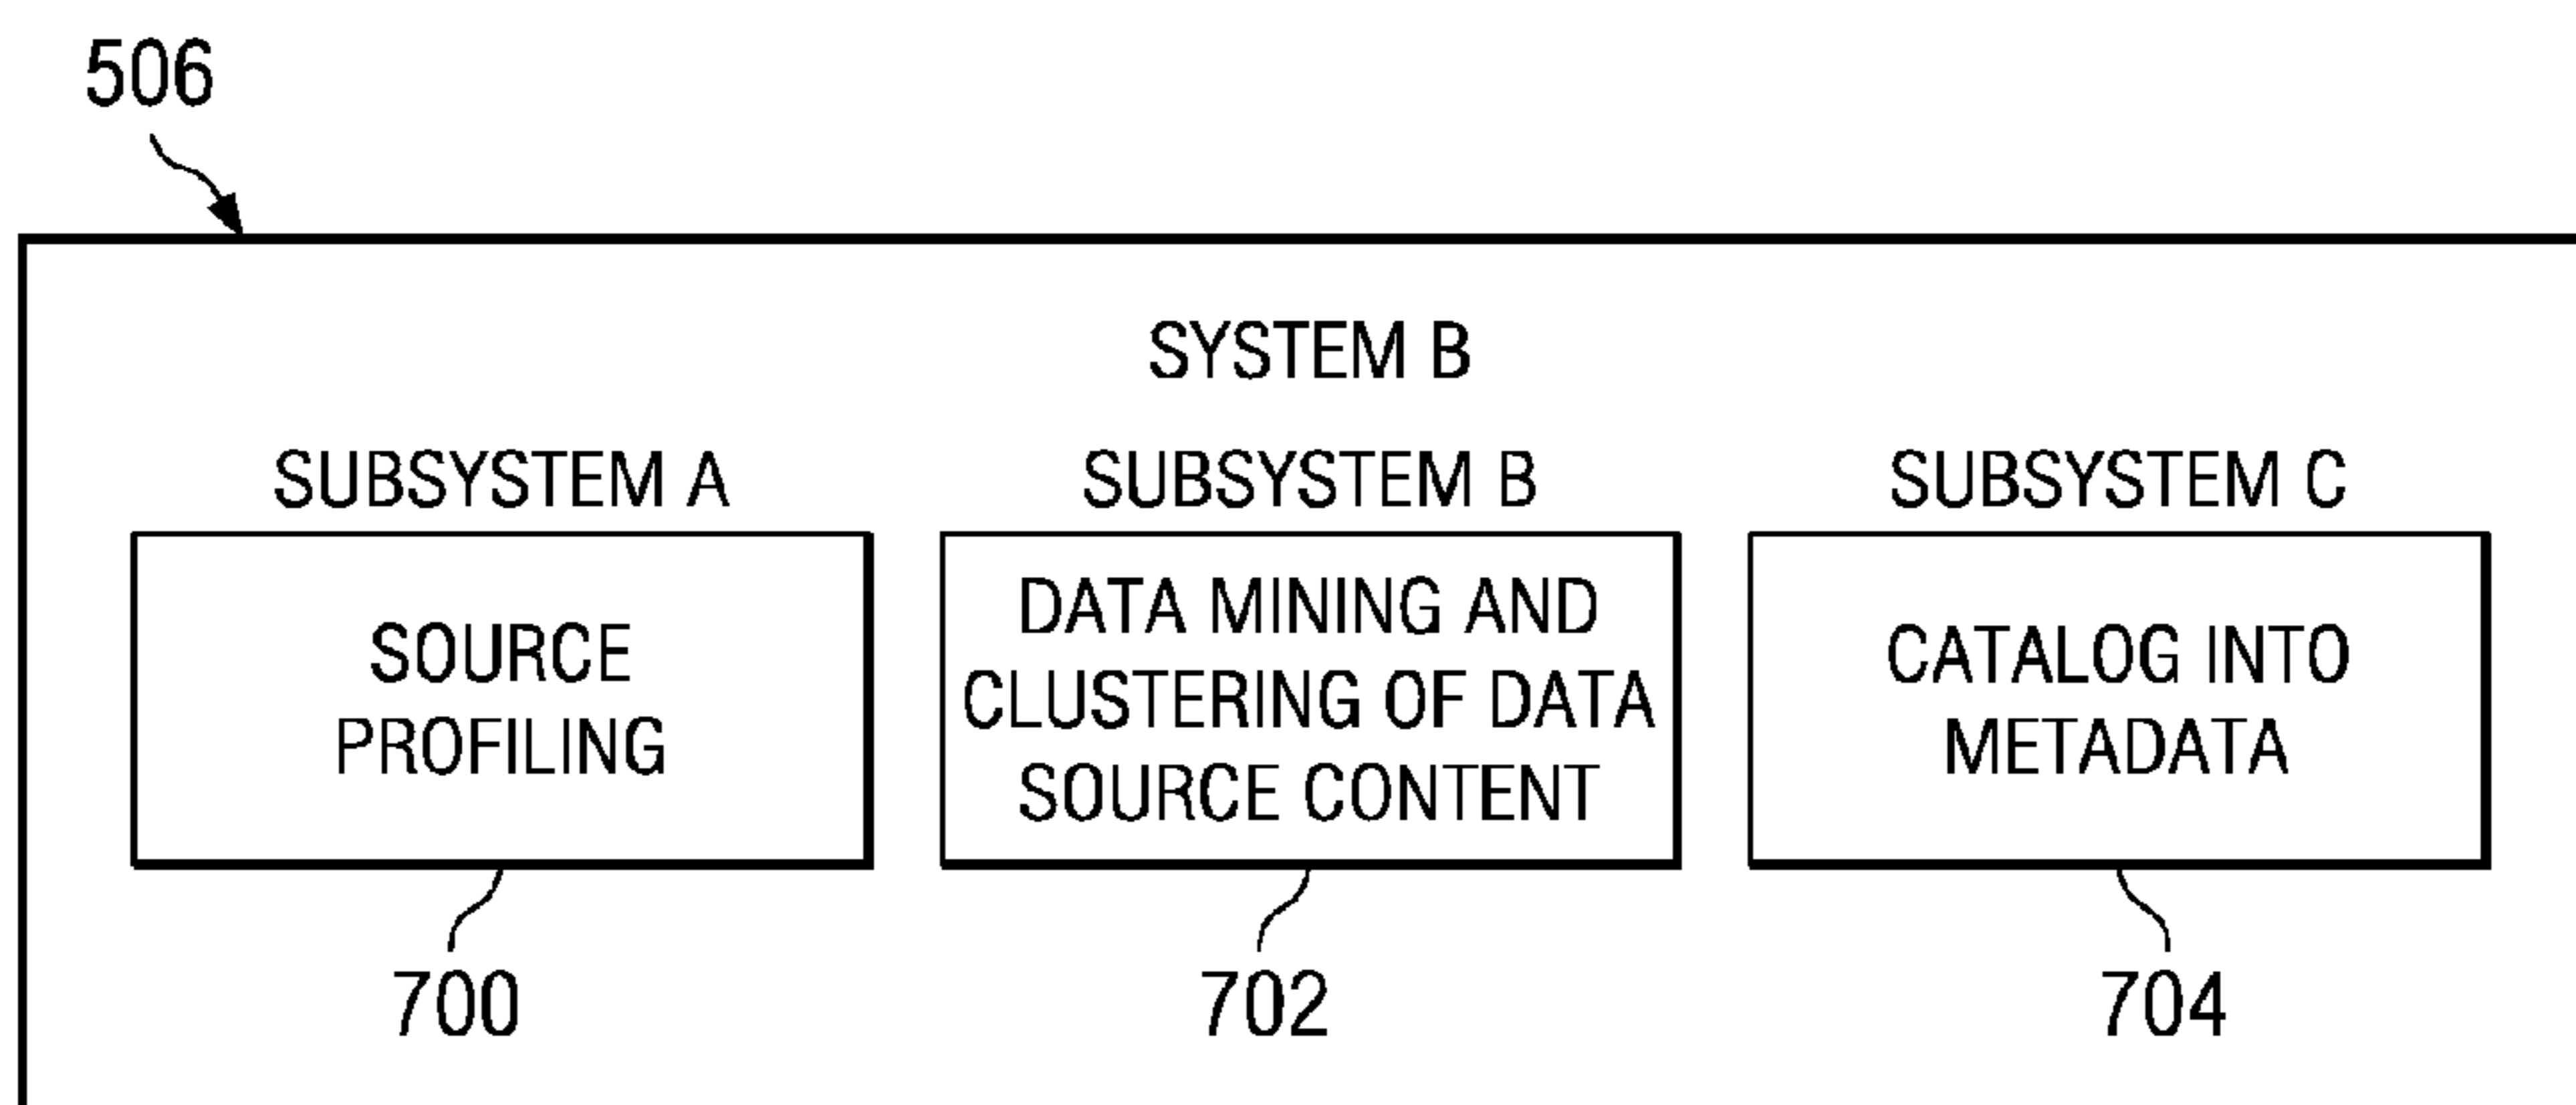 506
SYSTEM B
SUBSYSTEM A
SUBSYSTEM B
SUBSYSTEM C
SOURCE
PROFILING
DATA MINING AND
CLUSTERING OF DATA
SOURCE CONTENT
CATALOG INTO
METADATA
700
702
704